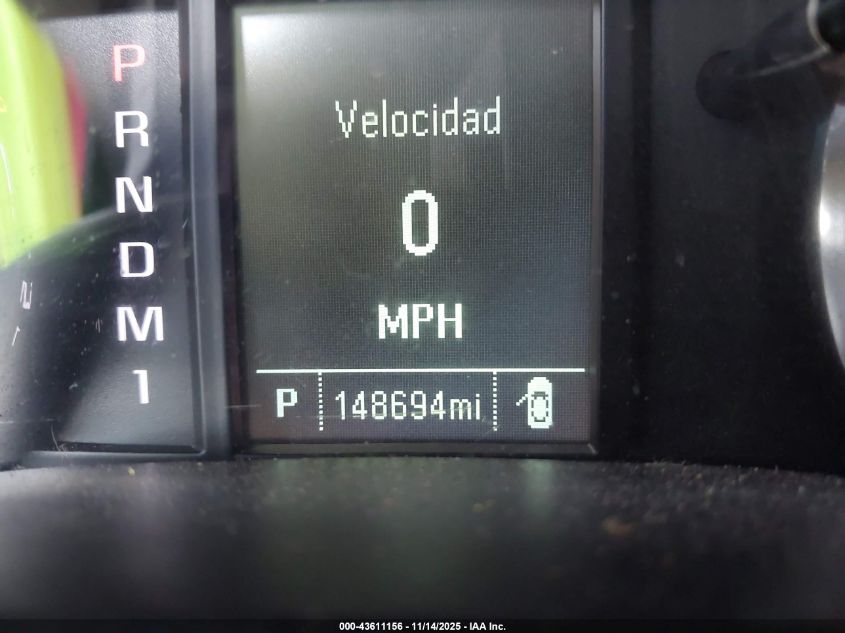 P
R
N
D
M
1
Velocidad
0
MPH
P 148694mi
000-43611156 - 11/14/2025 - IAA Inc.